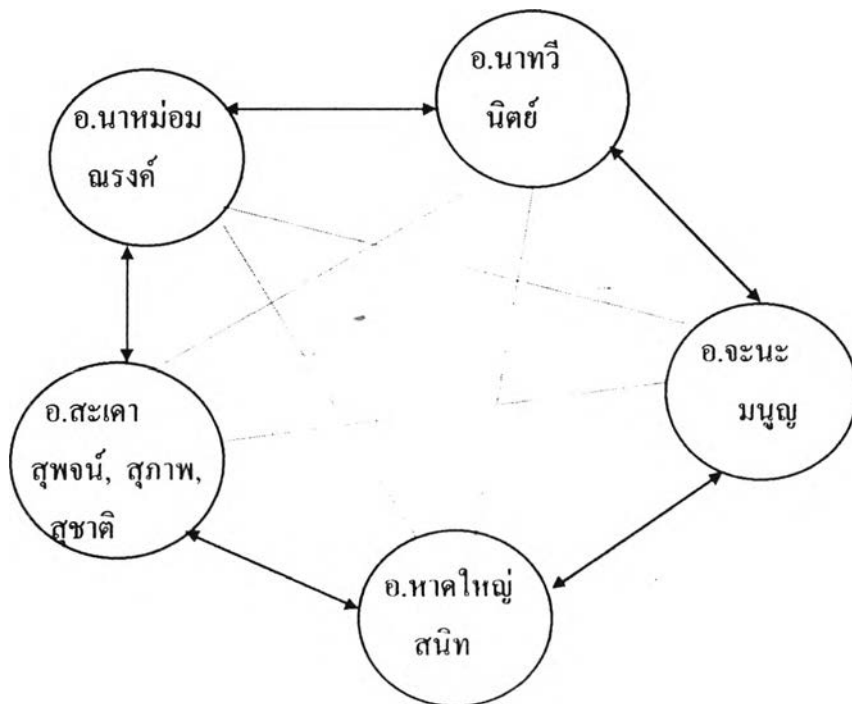 อ.นาทวี
นิตย์
อ.นาหม่อม
ณรงค์
อ.จะนะ
มนูญ
อ.สะเดา
สุพจน์, สุภาพ,
สุชาติ
อ.หาดใหญ่
สนิท